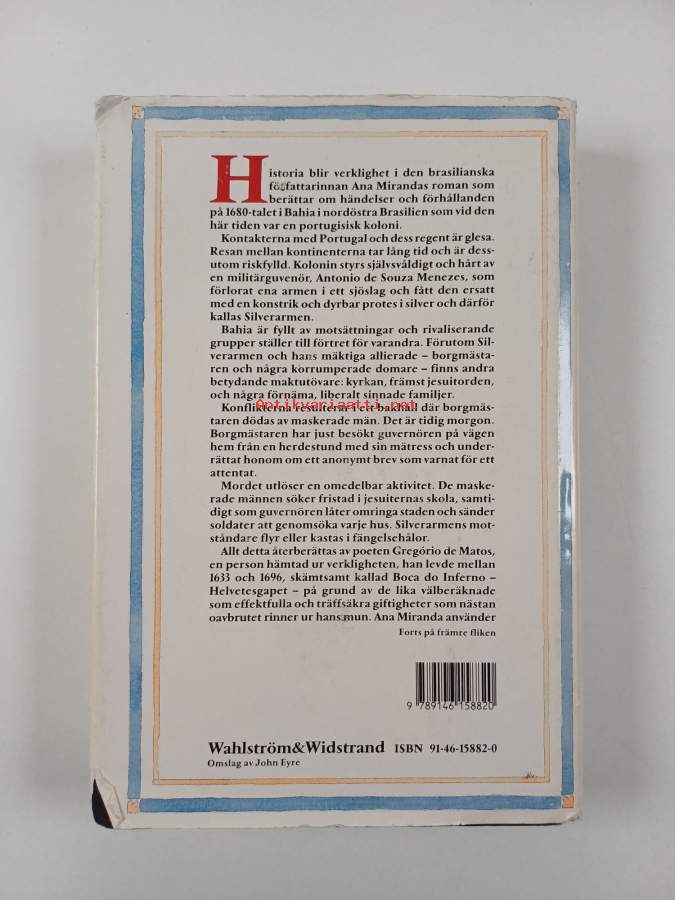 Historia blir verklighet i den brasilianska
författarinnan Ana Mirandas roman som
berättar om händelser och förhållanden
på 1680-talet i Bahia i nordöstra Brasilien som vid den
här tiden var en portugisisk koloni.
Kontakterna med Portugal och dess regent är glesa.
Resan mellan kontinenterna tar lång tid och är dess-
utom riskfylld. Kolonin styrs självsvåldigt och hårt av
en militärguvenör, Antonio de Souza Menezes, som
förlorat ena armen i ett sjöslag och fått den ersatt
med en konstrik och dyrbar protes i silver och därför
kallas Silverarmen.
Bahia är fyllt av motsättningar och rivaliserande
grupper ställer till förtret för varandra. Förutom Sil-
verarmen och hans mäktiga allierade – borgmästa-
ren och några korrumperade domare – finns andra
betydande maktutövare: kyrkan, främst jesuitorden,
och några förnäma, liberalt sinnade familjer.
Antikvariaatti.net
Konflikterna resulterar i ett bakhåll där borgmäs-
taren dödas av maskerade män. Det är tidig morgon.
Borgmästaren har just besökt guvernören på vägen
hem från en herdestund med sin mätress och under-
rättat honom om ett anonymt brev som varnat för ett
attentat.
Mordet utlöser en omedelbar aktivitet. De maske-
rade männen söker fristad i jesuiternas skola, samti-
digt som guvernören låter omringa staden och sänder
soldater att genomsöka varje hus. Silverarmens mot-
ståndare flyr eller kastas i fängelsehålor.
Allt detta återberättas av poeten Gregório de Matos,
en person hämtad ur verkligheten, han levde mellan
1633 och 1696, skämtsamt kallad Boca do Inferno –
Helvetesgapet – på grund av de lika välberäknade
som effektfulla och träffsäkra giftigheter som nästan
oavbrutet rinner ur hans mun. Ana Miranda använder
Forts på främre fliken
9 789146 158820
Wahlström&Widstrand ISBN 91-46-15882-0
Omslag av John Eyre